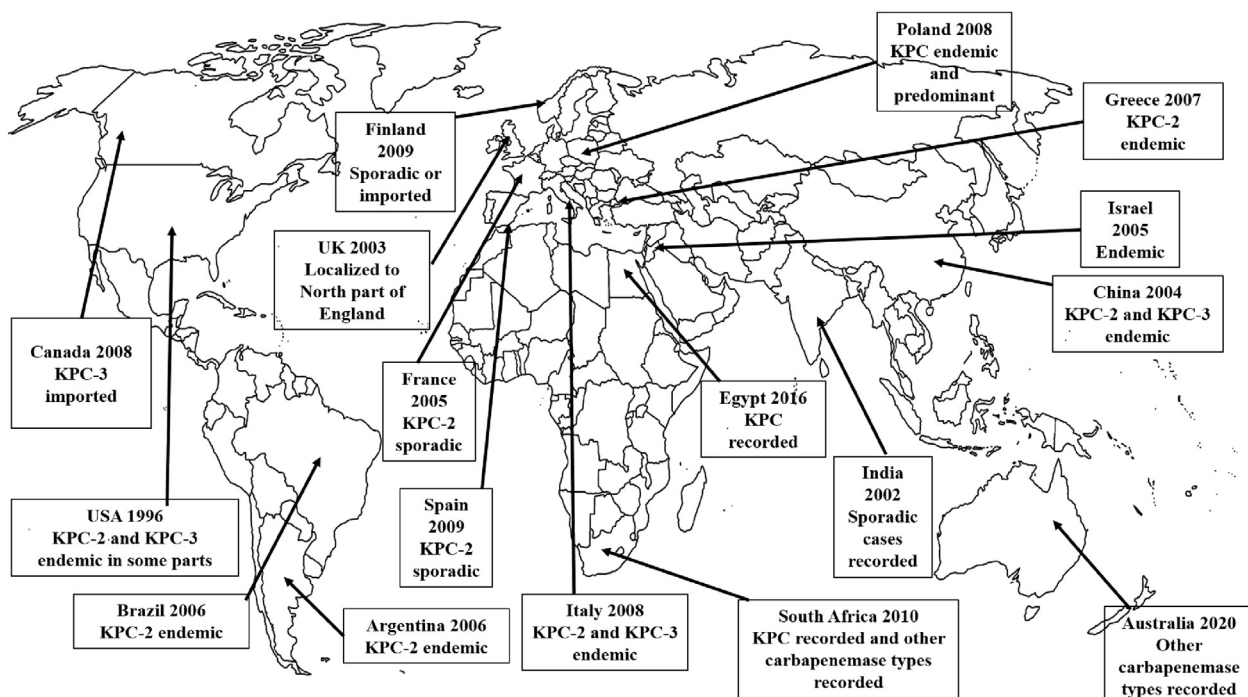 Poland 2008
KPC endemic
and
predominant
Greece 2007
KPC-2
endemic
Finland
2009
Sporadic or
imported
Israel
2005
Endemic
UK 2003
Localized to
North part of
England
China 2004
KPC-2 and KPC-3
endemic
Canada 2008
KPC-3
imported
France
2005
KPC-2
sporadic
Egypt 2016
KPC
recorded
India
2002
Sporadic
cases
recorded
Spain
2009
KPC-2
sporadic
USA 1996
KPC-2 and KPC-3
endemic in some parts
Brazil 2006
KPC-2 endemic
Argentina 2006
KPC-2 endemic
Italy 2008
KPC-2 and KPC-3
endemic
South Africa 2010
KPC recorded and other
carbapenemase types
recorded
Australia 2020
Other
carbapenemase
types recorded